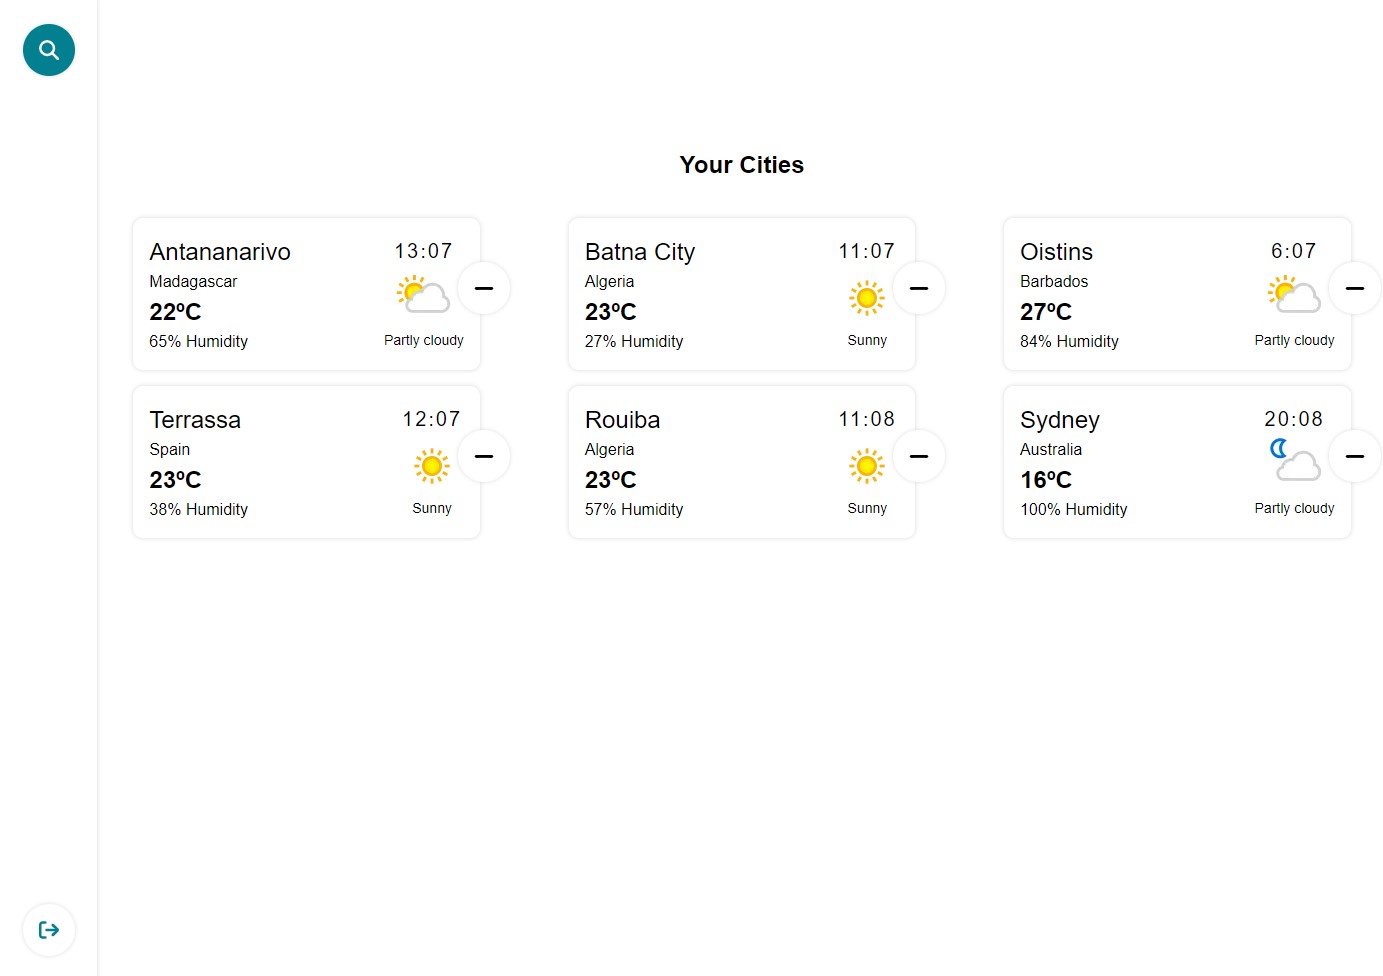 Your Cities
Antananarivo
13:07
Madagascar
22ºC
65% Humidity
Partly cloudy
Batna City
11:07
Algeria
23ºC
27% Humidity
Sunny
Oistins
6:07
Barbados
27ºC
84% Humidity
Partly cloudy
Terrassa
12:07
Spain
23ºC
38% Humidity
Sunny
Rouiba
11:08
Algeria
23ºC
57% Humidity
Sunny
Sydney
20:08
Australia
16ºC
100% Humidity
Partly cloudy